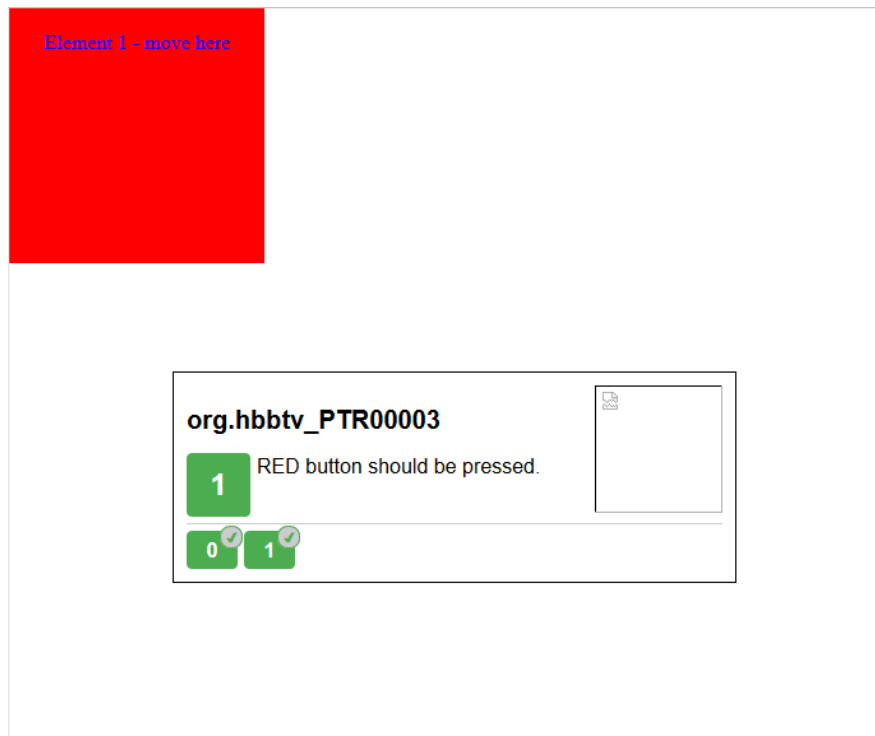 Element 1 - move here
org.hbbtv_PTR00003
1 RED button should be pressed.
0 1